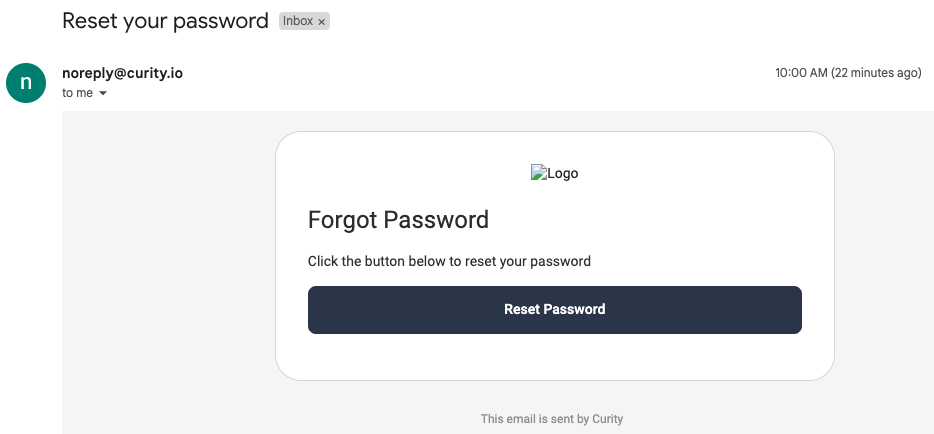 Reset your password Inbox ×
n
noreply@curity.io 10:00 AM (22 minutes ago)
to me
Logo
Forgot Password
Click the button below to reset your password
Reset Password
This email is sent by Curity